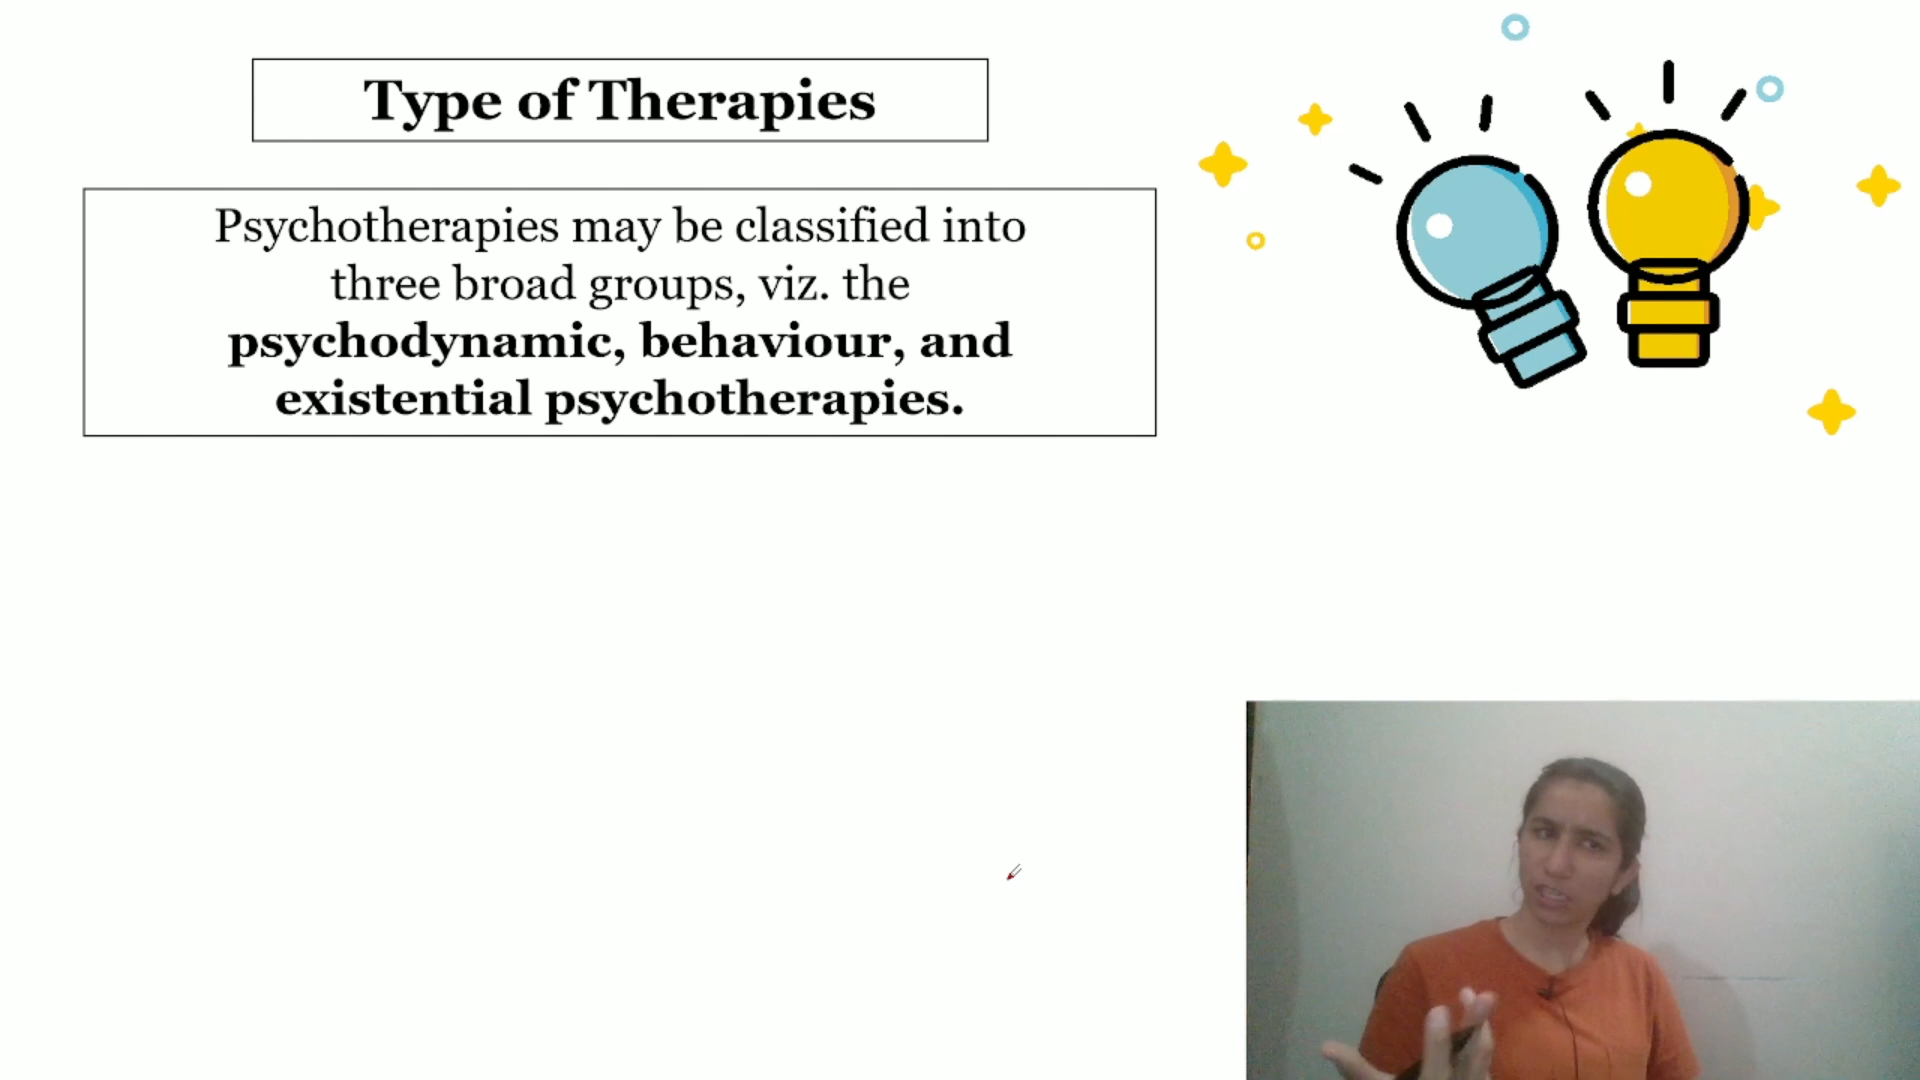 Type of Therapies
Psychotherapies may be classified into
three broad groups, viz. the
psychodynamic, behaviour, and
existential psychotherapies.